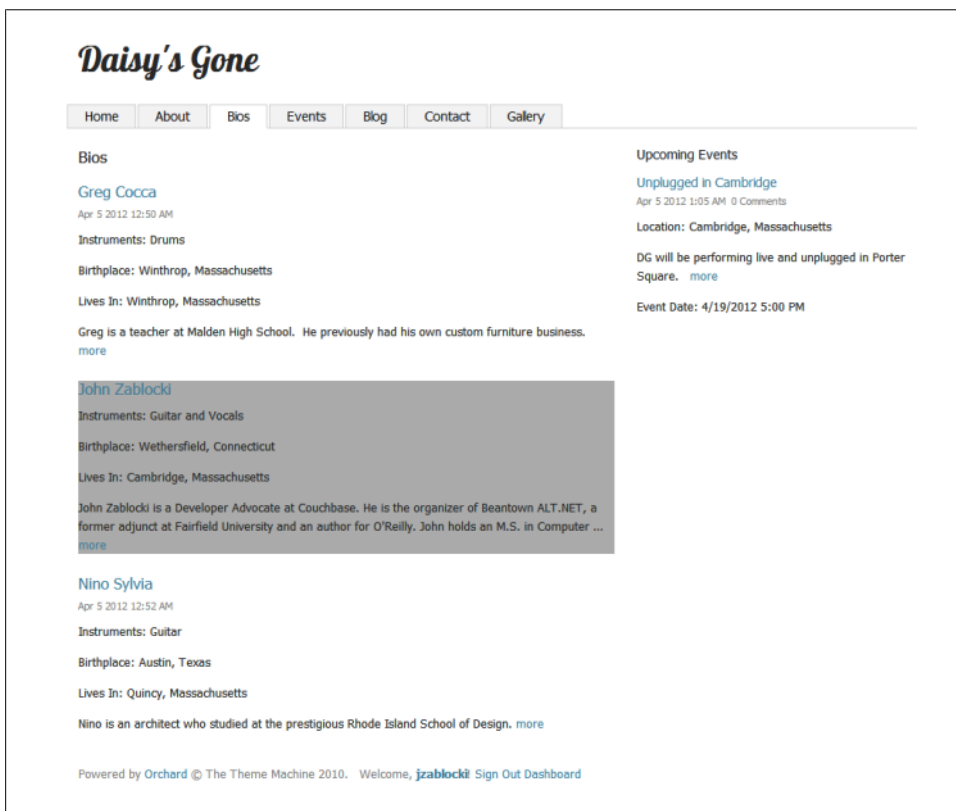 Daisy's Gone
Home About Bios Events Blog Contact Gallery
Bios
Greg Cocca
Apr 5 2012 12:50 AM
Instruments: Drums
Birthplace: Winthrop, Massachusetts
Lives In: Winthrop, Massachusetts
Greg is a teacher at Malden High School.  He previously had his own custom furniture business.
more
John Zablocki
Instruments: Guitar and Vocals
Birthplace: Wethersfield, Connecticut
Lives In: Cambridge, Massachusetts
John Zablocki is a Developer Advocate at Couchbase. He is the organizer of Beantown ALT.NET, a
former adjunct at Fairfield University and an author for O'Reilly. John holds an M.S. in Computer ...
more
Nino Sylvia
Apr 5 2012 12:52 AM
Instruments: Guitar
Birthplace: Austin, Texas
Lives In: Quincy, Massachusetts
Nino is an architect who studied at the prestigious Rhode Island School of Design. more
Upcoming Events
Unplugged in Cambridge
Apr 5 2012 1:05 AM 0 Comments
Location: Cambridge, Massachusetts
DG will be performing live and unplugged in Porter
Square. more
Event Date: 4/19/2012 5:00 PM
Powered by Orchard © The Theme Machine 2010. Welcome, jzablocki! Sign Out Dashboard